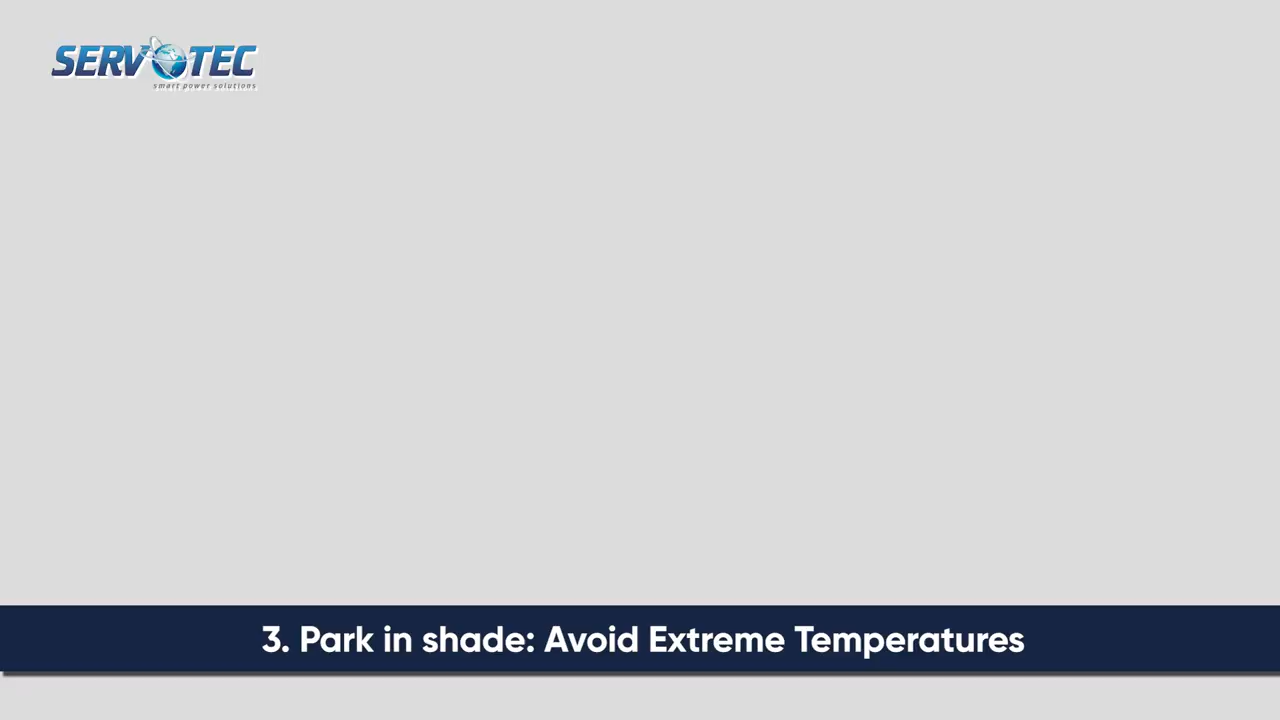 SERVOTEC
smart power solutions
3. Park in shade: Avoid Extreme Temperatures